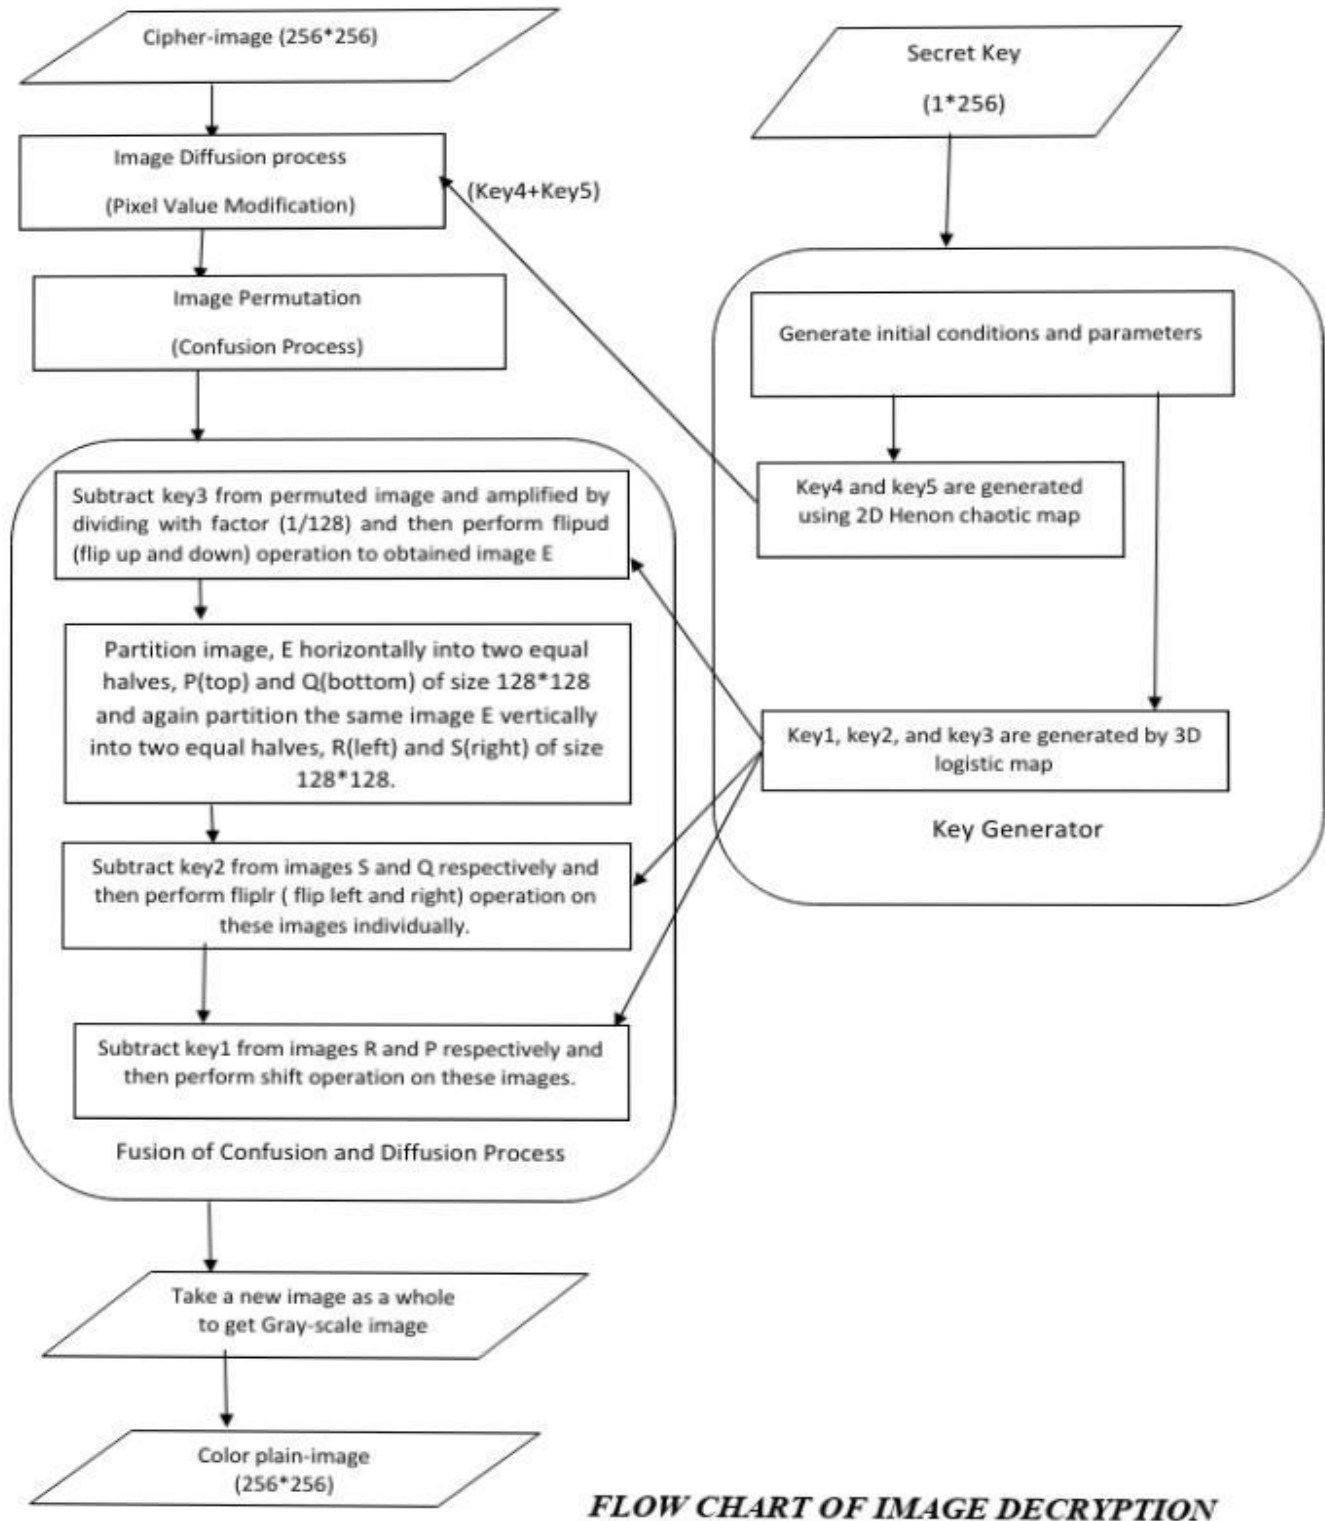 Cipher-image (256*256)
Image Diffusion process
(Pixel Value Modification)
(Key4+Key5)
Image Permutation
(Confusion Process)
Subtract key3 from permuted image and amplified by
dividing with factor (1/128) and then perform flipud
(flip up and down) operation to obtained image E
Partition image, E horizontally into two equal
halves, P(top) and Q(bottom) of size 128*128
and again partition the same image E vertically
into two equal halves, R(left) and S(right) of size
128*128.
Subtract key2 from images S and Q respectively and
then perform fliplr ( flip left and right) operation on
these images individually.
Subtract key1 from images R and P respectively and
then perform shift operation on these images.
Fusion of Confusion and Diffusion Process
Take a new image as a whole
to get Gray-scale image
Color plain-image
(256*256)
Secret Key
(1*256)
Generate initial conditions and parameters
Key4 and key5 are generated
using 2D Henon chaotic map
Key1, key2, and key3 are generated by 3D
logistic map
Key Generator
FLOW CHART OF IMAGE DECRYPTION